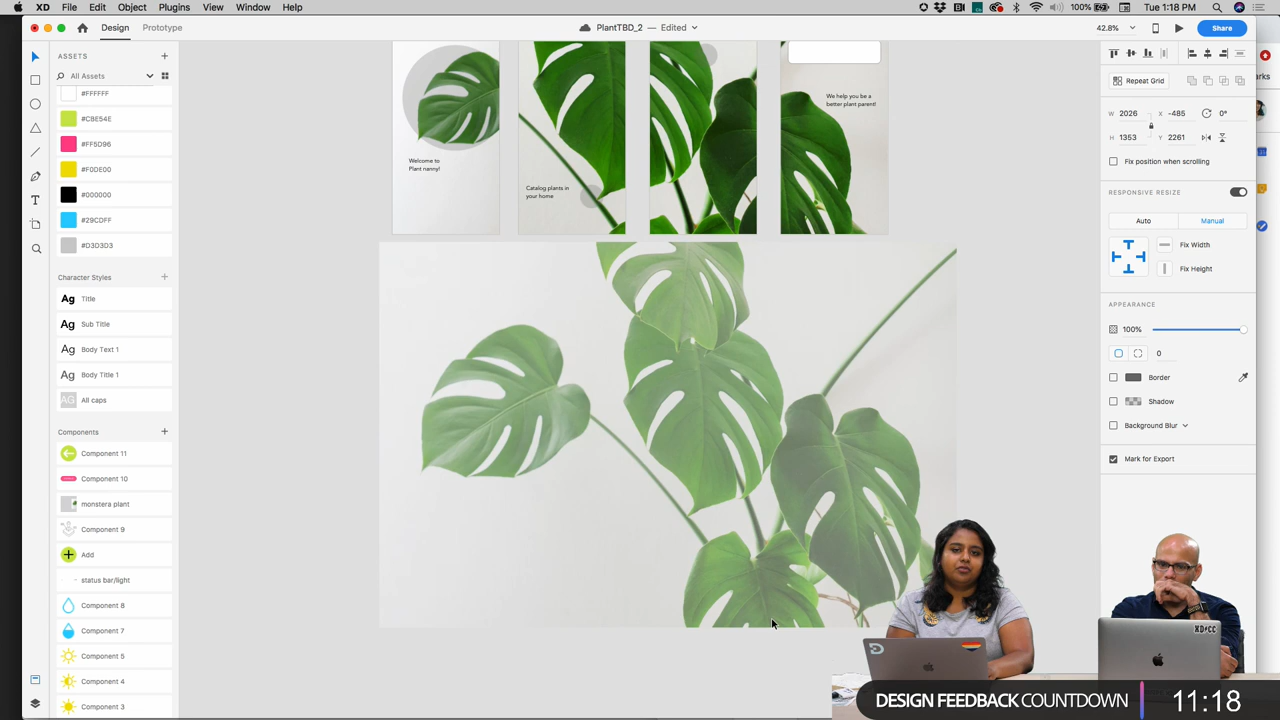 XD File Edit Object Plugins View Window Help
100% Tue Jun 18 1:13:05 PM
Design Prototype
PlantTBD_2 — Edited
42.8%
Share
ASSETS
All Assets
#FFFFFF
#C8E54E
#FF5D96
#F0DE00
#000000
#29CDFF
#D3D3D3
Character Styles
Ag Title
Ag Sub Title
Ag Body Text 1
Ag Body Title 1
AG All caps
Components
Component 11
Component 10
monstera plant
Component 9
Add
status bar/light
Component 8
Component 7
Component 5
Component 4
Component 3
Welcome to
Plant nanny!
Catalog plants in
your home
We help you be a
better plant parent!
Repeat Grid
W 2026 X -485 0°
H 1353 Y 2261
Fix position when scrolling
RESPONSIVE RESIZE
Auto Manual
Fix Width
Fix Height
APPEARANCE
100%
0
Border
Shadow
Background Blur
Mark for Export
XD/CC
DESIGN FEEDBACK COUNTDOWN 11:18